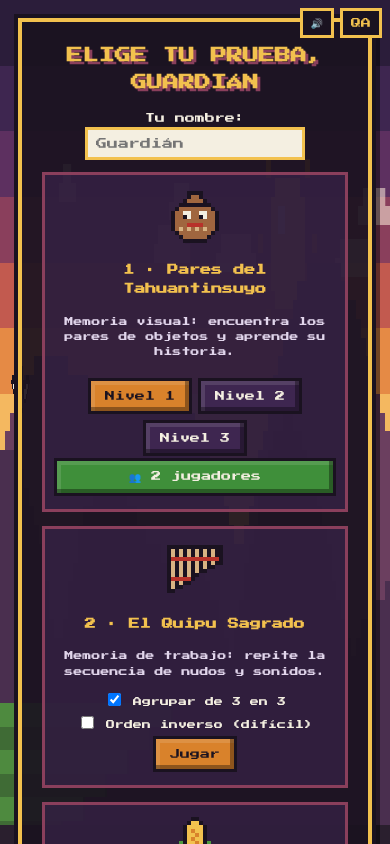 QA
ELIGE TU PRUEBA,
GUARDIáN
Tu nombre:
Guardián
1 · Pares del
Tahuantinsuyo
Memoria visual: encuentra los
pares de objetos y aprende su
historia.
Nivel 1
Nivel 2
Nivel 3
2 jugadores
2 · El Quipu Sagrado
Memoria de trabajo: repite la
secuencia de nudos y sonidos.
Agrupar de 3 en 3
Orden inverso (difícil)
Jugar